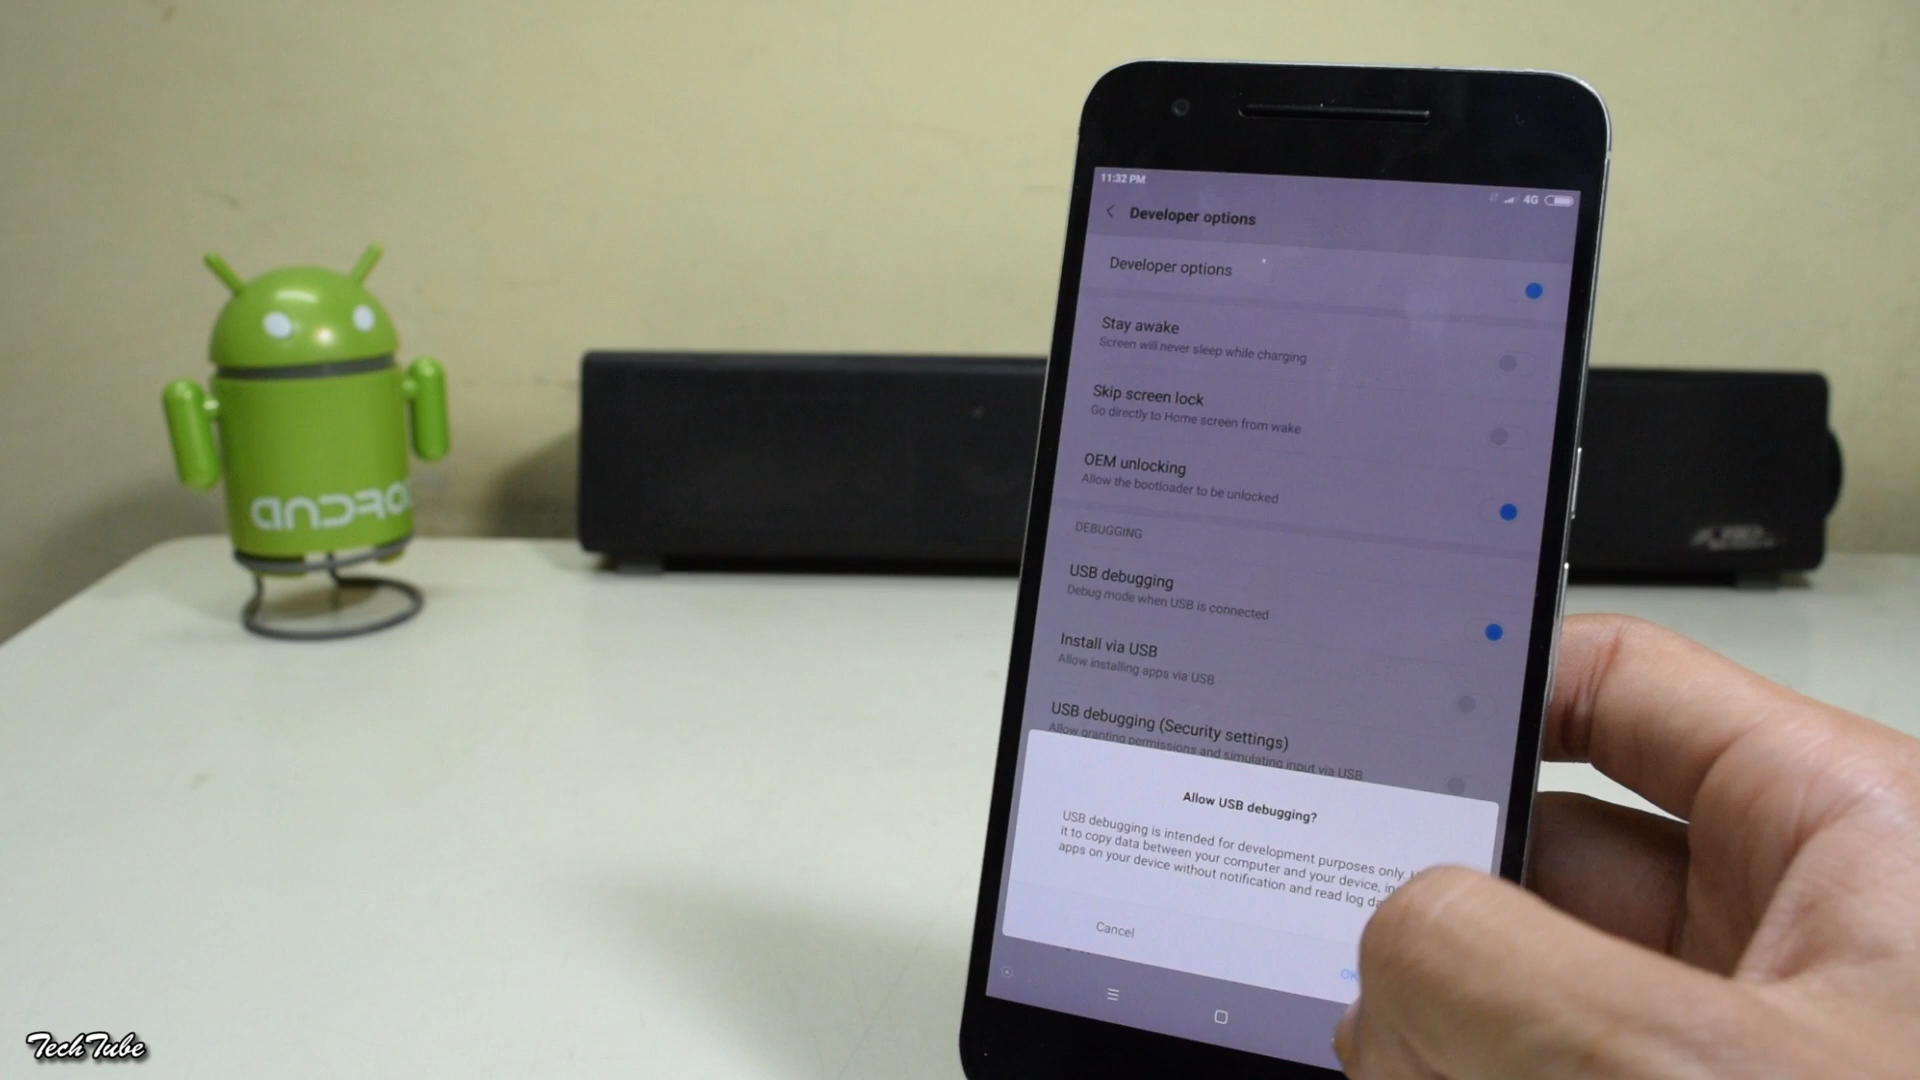 11:32 PM
4G
Developer options
Developer options
Stay awake
Screen will never sleep while charging
Skip screen lock
Go directly to Home screen from wake
OEM unlocking
Allow the bootloader to be unlocked
DEBUGGING
USB debugging
Debug mode when USB is connected
Install via USB
Allow installing apps via USB
USB debugging (Security settings)
Allow granting permissions and simulating input via USB
Allow USB debugging?
USB debugging is intended for development purposes only.
it to copy data between your computer and your device,
apps on your device without notification and read log
Cancel
OK
ANDRO
TechTube